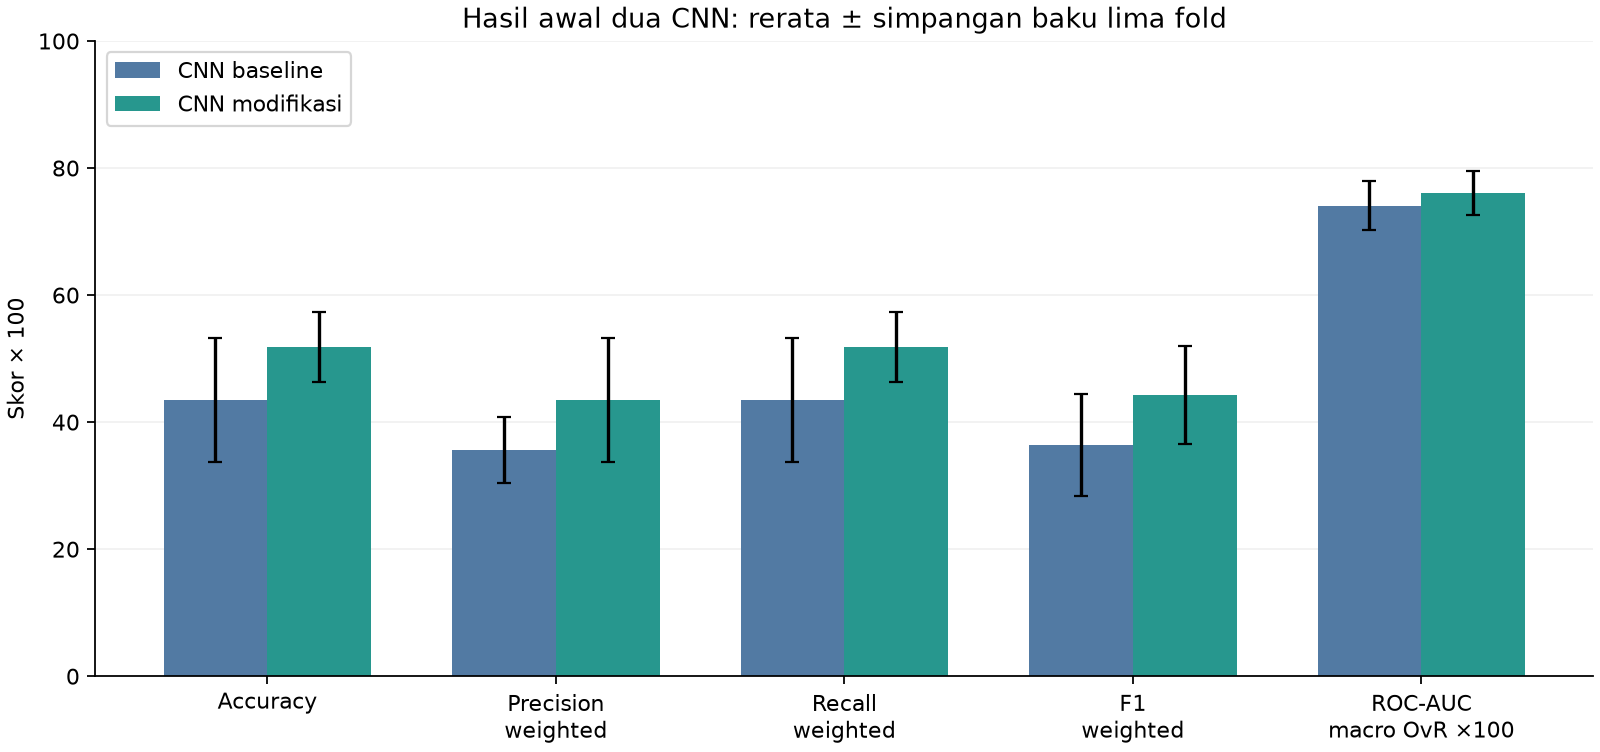 Hasil awal dua CNN: rerata ± simpangan baku lima fold
CNN baseline
CNN modifikasi
Skor × 100
100
80
60
40
20
0
Accuracy
Precision
weighted
Recall
weighted
F1
weighted
ROC-AUC
macro OvR ×100